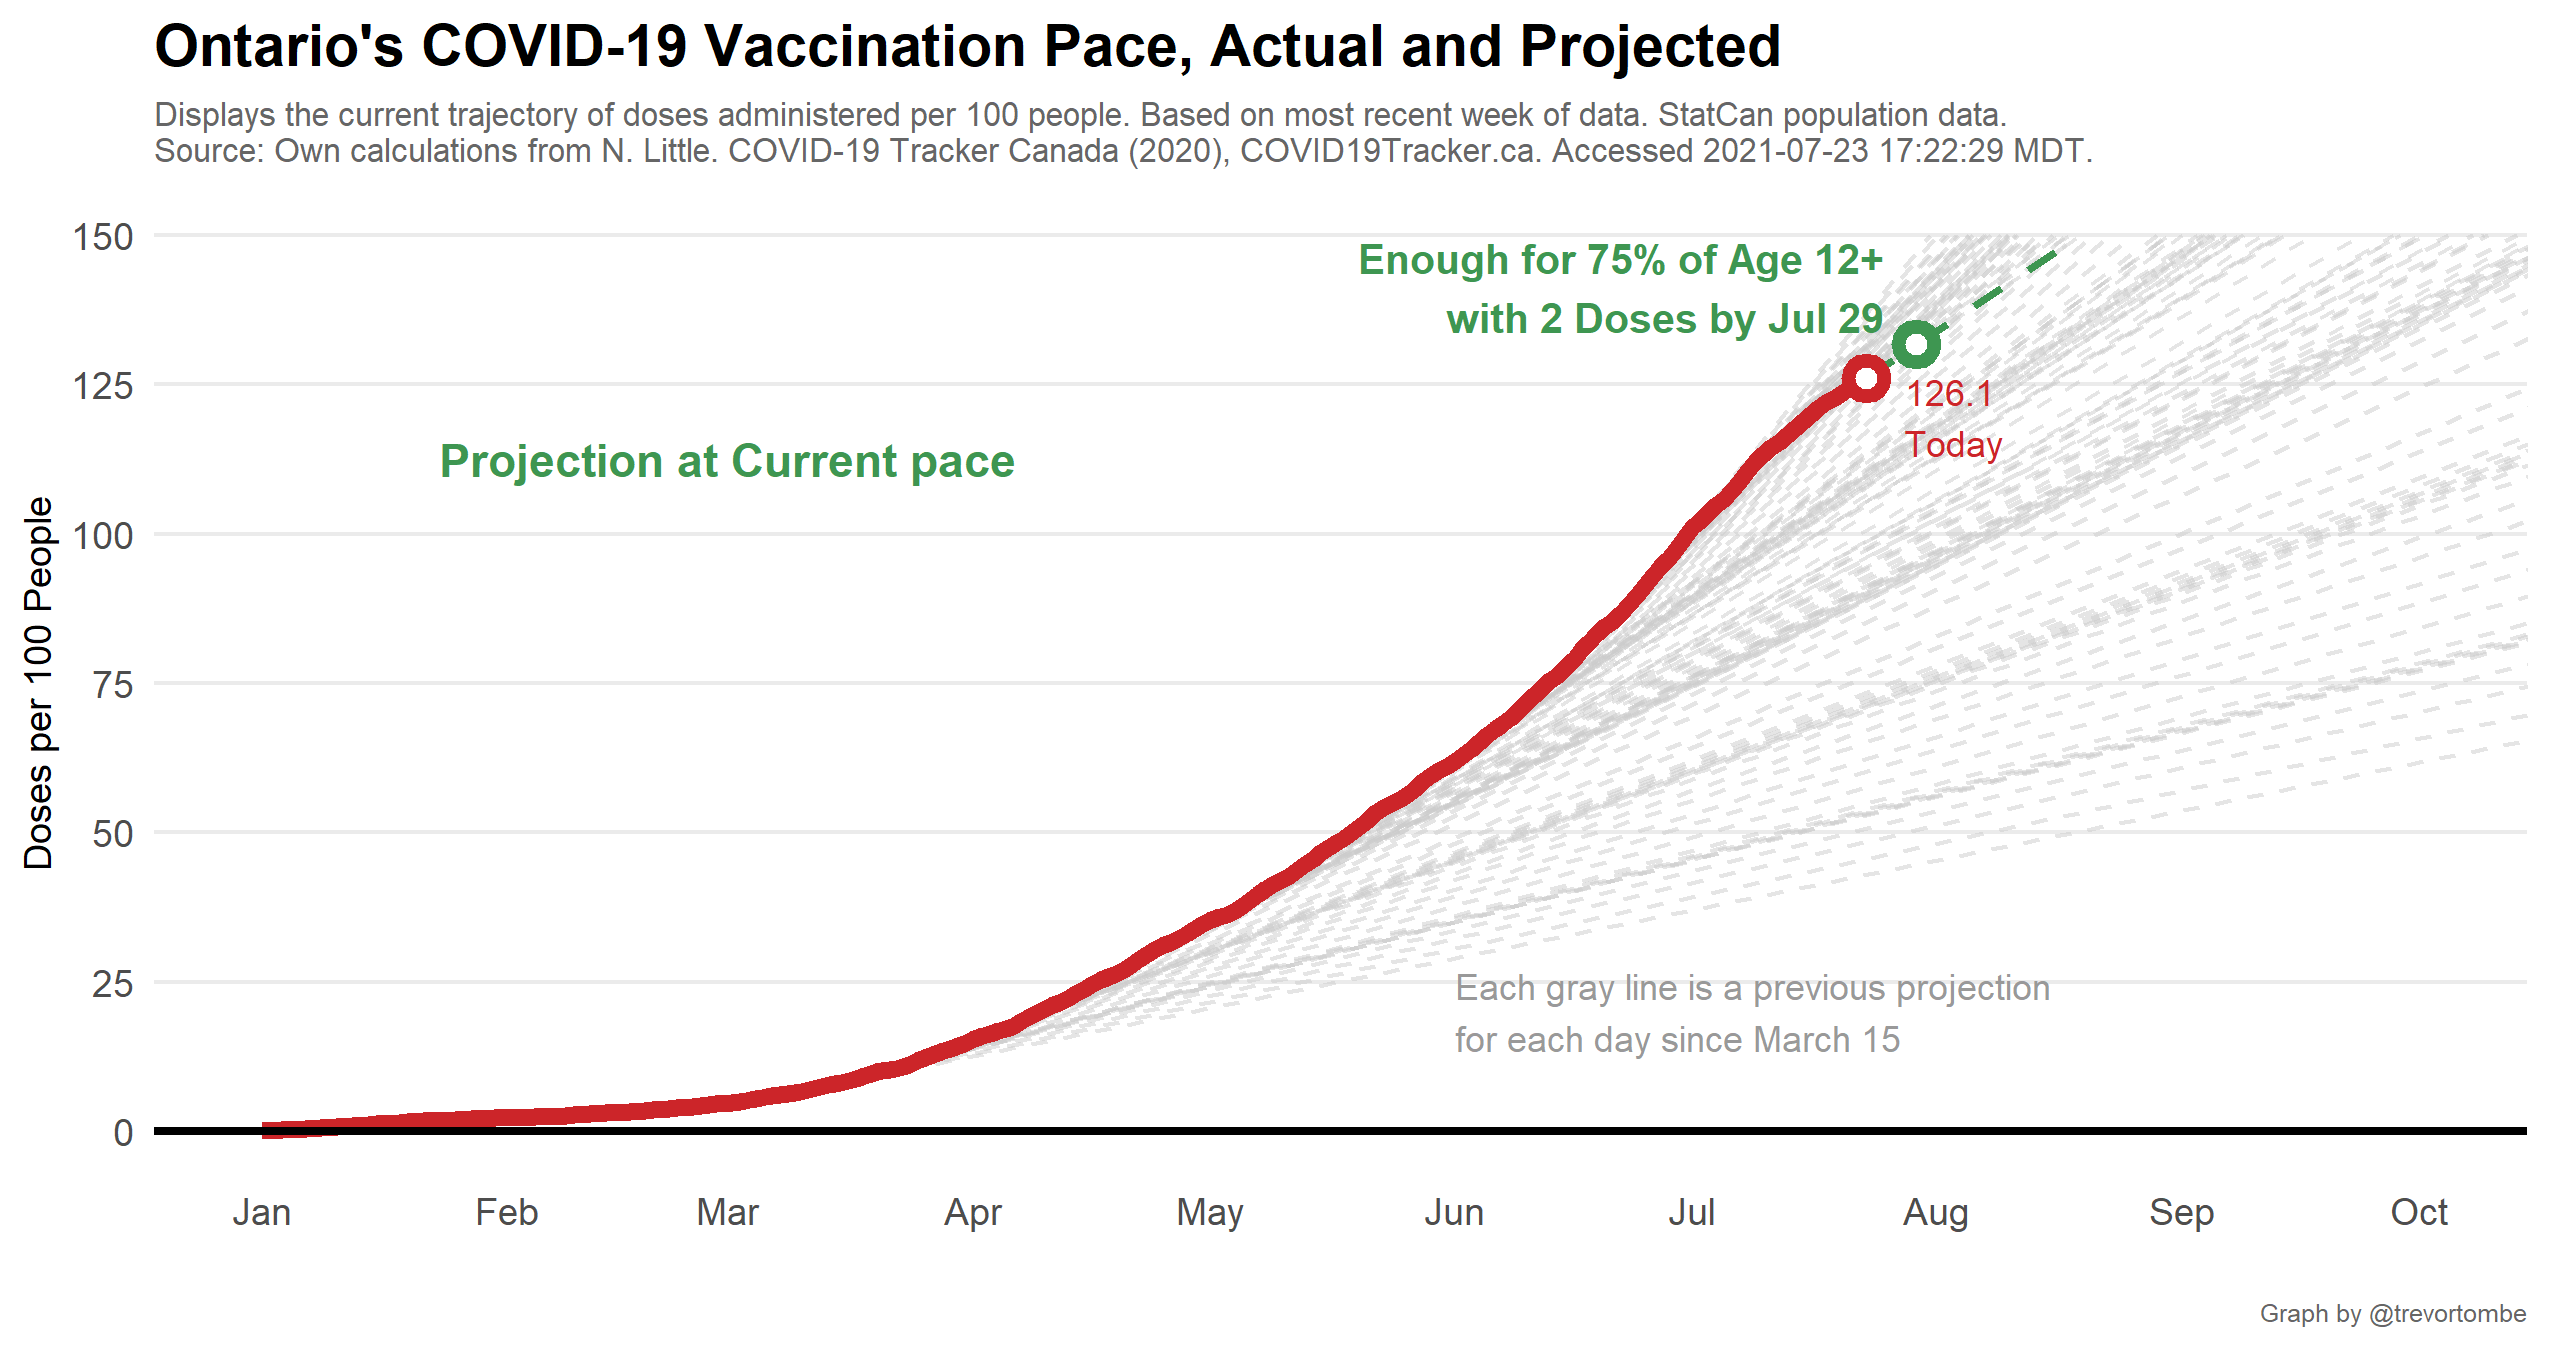 Ontario's COVID-19 Vaccination Pace, Actual and Projected
Displays the current trajectory of doses administered per 100 people. Based on most recent week of data. StatCan population data.
Source: Own calculations from N. Little. COVID-19 Tracker Canada (2020), COVID19Tracker.ca. Accessed 2021-07-23 17:22:29 MDT.
150
Enough for 75% of Age 12+
with 2 Doses by Jul 29
125
126.1
Today
Projection at Current pace
Doses per 100 People
100
75
50
25
Each gray line is a previous projection
for each day since March 15
0
Jan Feb Mar Apr May Jun Jul Aug Sep Oct
Graph by @trevortombe